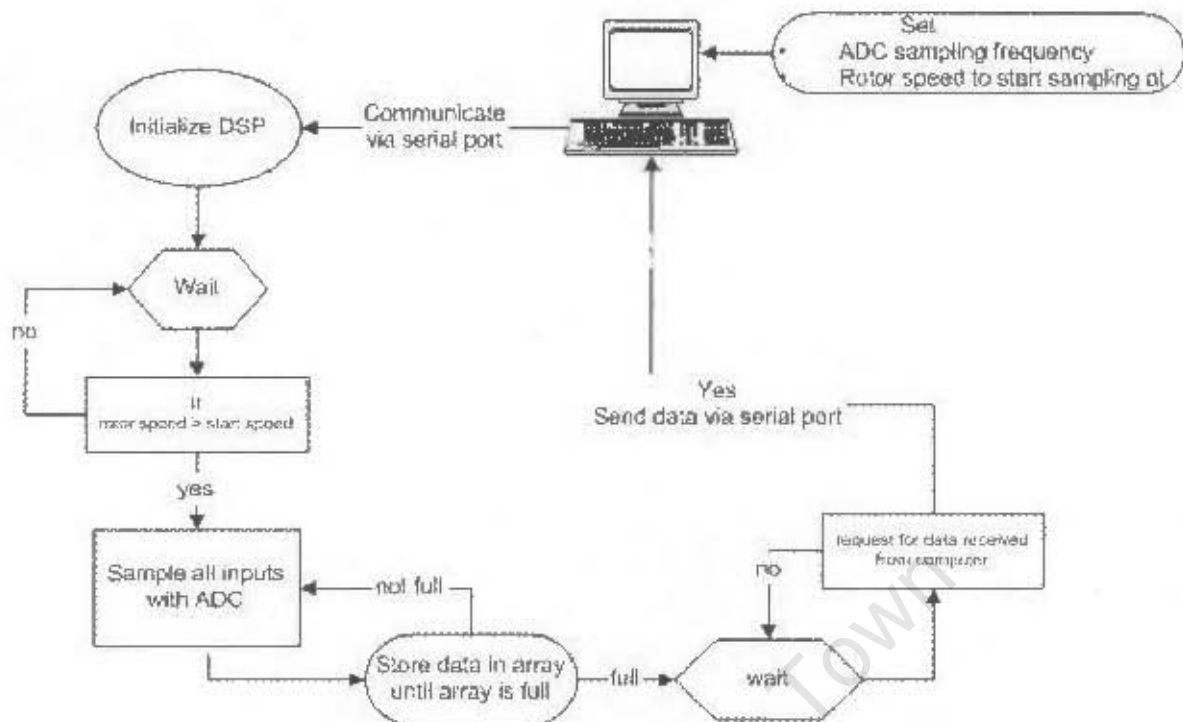 Set
ADC sampling frequency
Rotor speed to start sampling at
Communicate
via serial port
Initialize DSP
Wait
no
If
rotor speed > start speed
yes
Sample all inputs
with ADC
not full
Store data in array
until array is full
full
wait
no
request for data received
from computer
Yes
Send data via serial port
Town